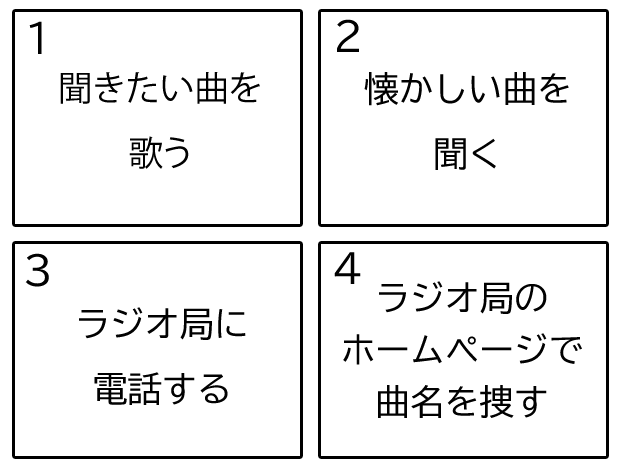 1
聞きたい曲を
歌う
2
懐かしい曲を
聞く
3
ラジオ局に
電話する
4
ラジオ局の
ホームページで
曲名を捜す